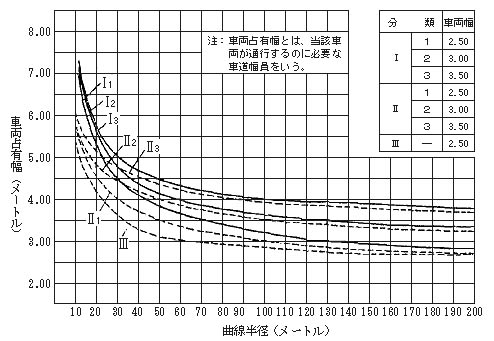 注：車両占有幅とは、当該車
両が通行するのに必要な
車道幅員をいう。
分 類 車両幅
Ⅰ 1 2.50
2 3.00
3 3.50
Ⅱ 1 2.50
2 3.00
3 3.50
Ⅲ ― 2.50
車両占有幅（メートル）
8.00
7.00
6.00
5.00
4.00
3.00
2.00
Ⅰ1
Ⅰ2
Ⅰ3
Ⅱ2
Ⅱ3
Ⅱ1
Ⅲ
10 20 30 40 50 60 70 80 90 100 110 120 130 140 150 160 170 180 190 200
曲線半径（メートル）